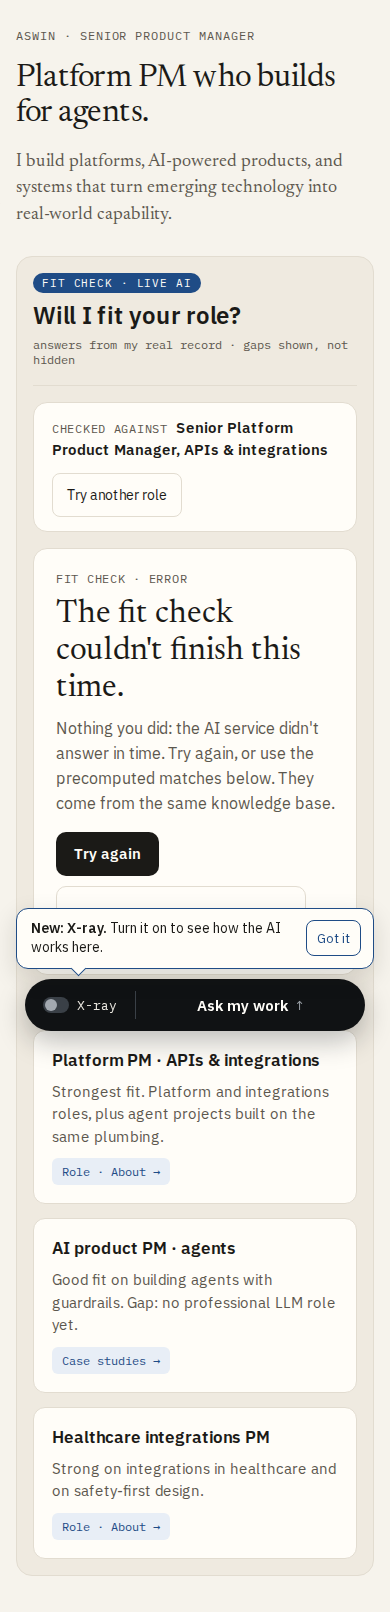 ASWIN · SENIOR PRODUCT MANAGER
Platform PM who builds
for agents.
I build platforms, AI-powered products, and
systems that turn emerging technology into
real-world capability.
FIT CHECK · LIVE AI
Will I fit your role?
answers from my real record · gaps shown, not
hidden
CHECKED AGAINST Senior Platform
Product Manager, APIs & integrations
Try another role
FIT CHECK · ERROR
The fit check
couldn't finish this
time.
Nothing you did: the AI service didn't
answer in time. Try again, or use the
precomputed matches below. They
come from the same knowledge base.
Try again
New: X-ray. Turn it on to see how the AI
works here.
Got it
X-ray
Ask my work ↑
Platform PM · APIs & integrations
Strongest fit. Platform and integrations
roles, plus agent projects built on the
same plumbing.
Role · About →
AI product PM · agents
Good fit on building agents with
guardrails. Gap: no professional LLM role
yet.
Case studies →
Healthcare integrations PM
Strong on integrations in healthcare and
on safety-first design.
Role · About →